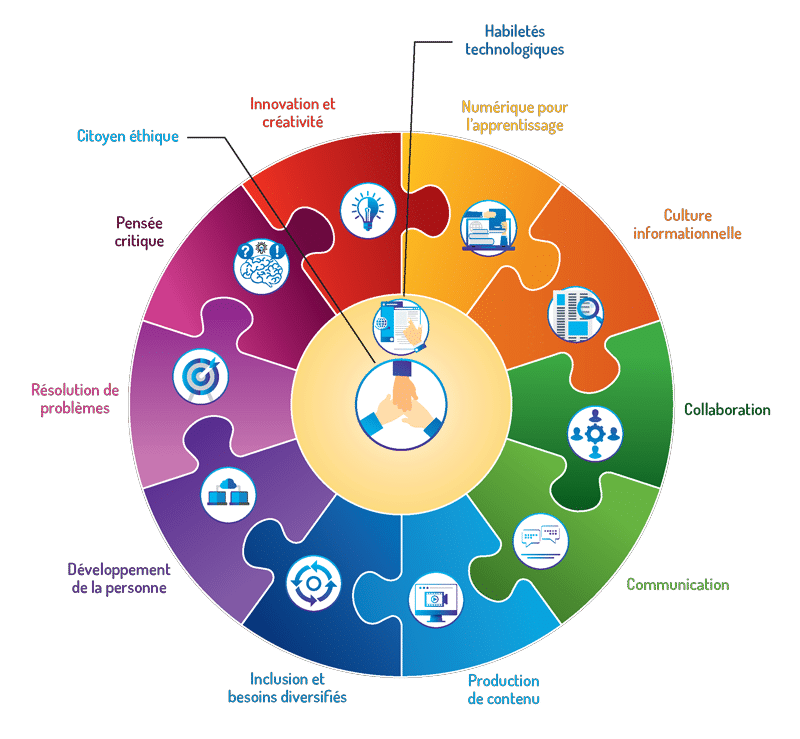 Habiletés
technologiques
Innovation et
créativité
Numérique pour
l'apprentissage
Citoyen éthique
Pensée
critique
Culture
informationnelle
Résolution de
problèmes
Collaboration
Développement
de la personne
Communication
Inclusion et
besoins diversifiés
Production
de contenu
? !